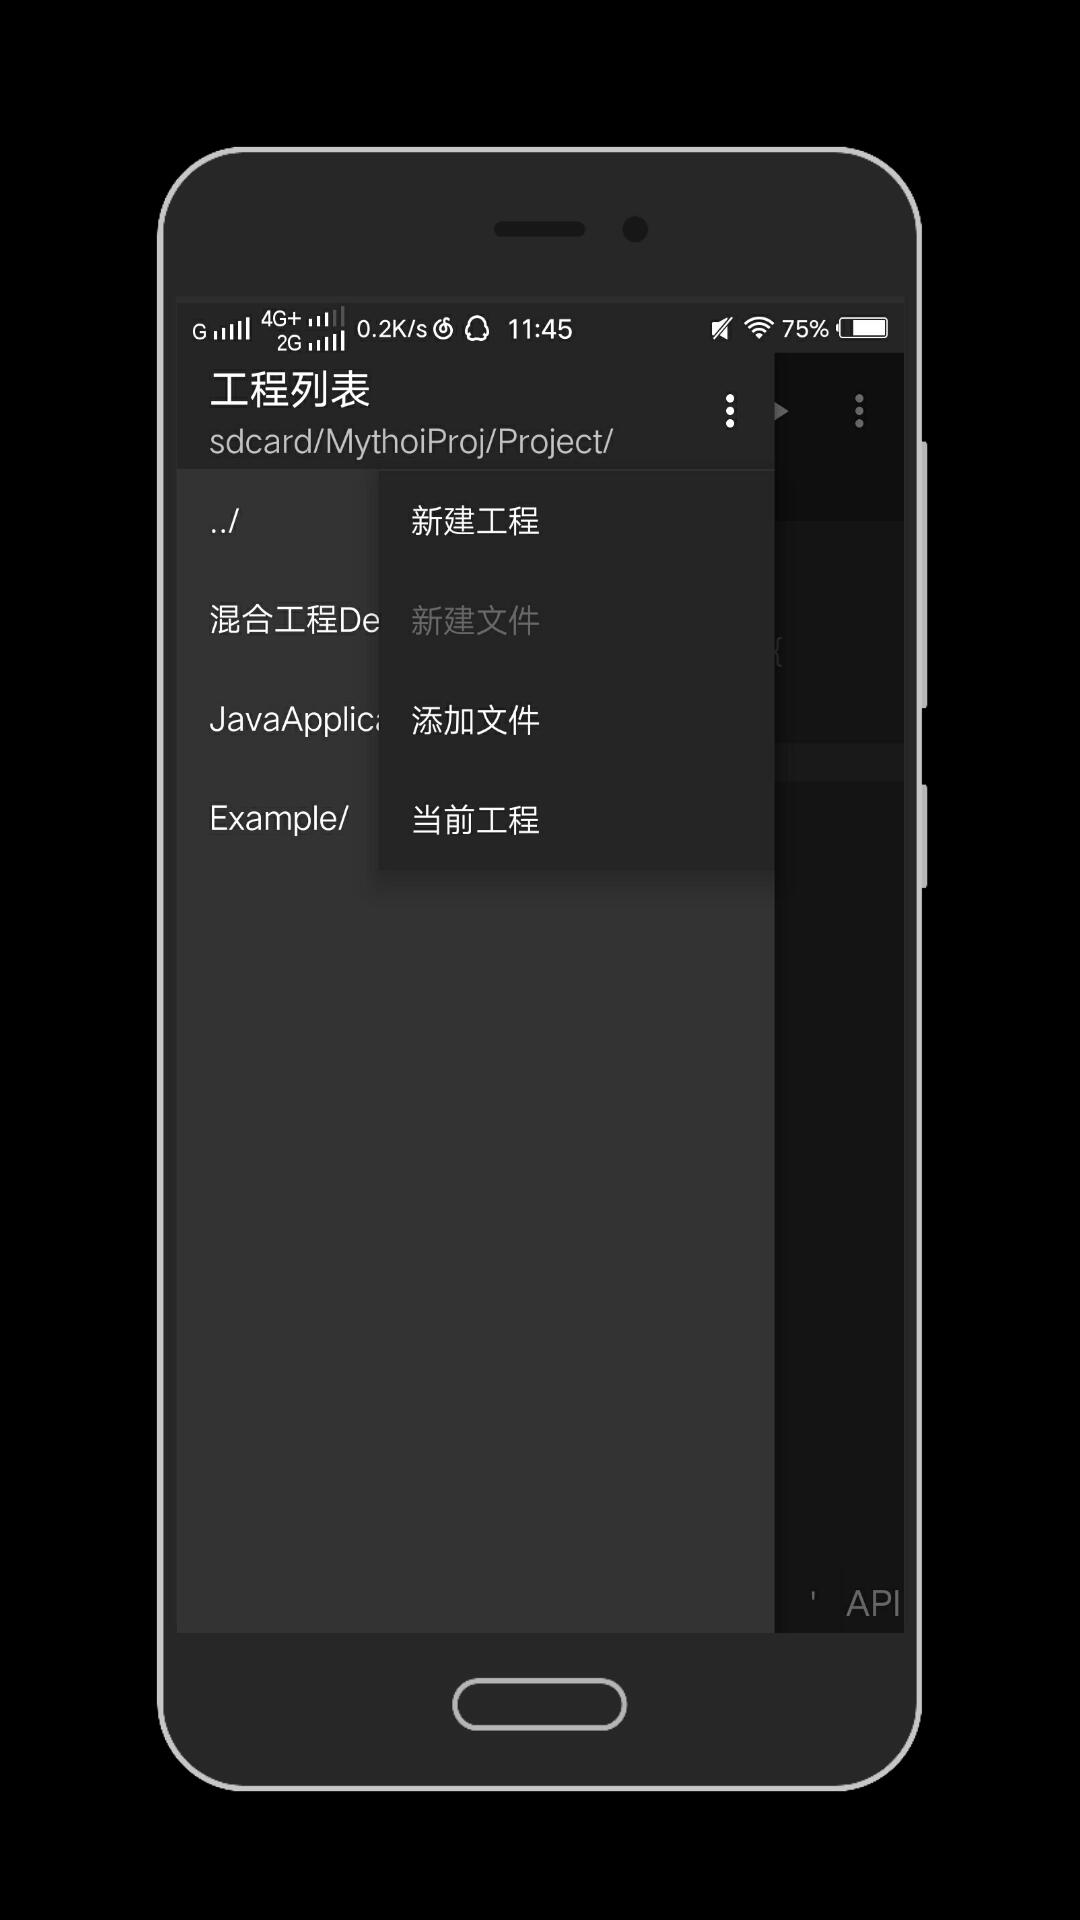 G 4G+ 2G 0.2K/s 11:45 75%
工程列表
sdcard/MythoiProj/Project/
../
新建工程
混合工程De
新建文件
{
JavaApplic
添加文件
Example/
当前工程
' API